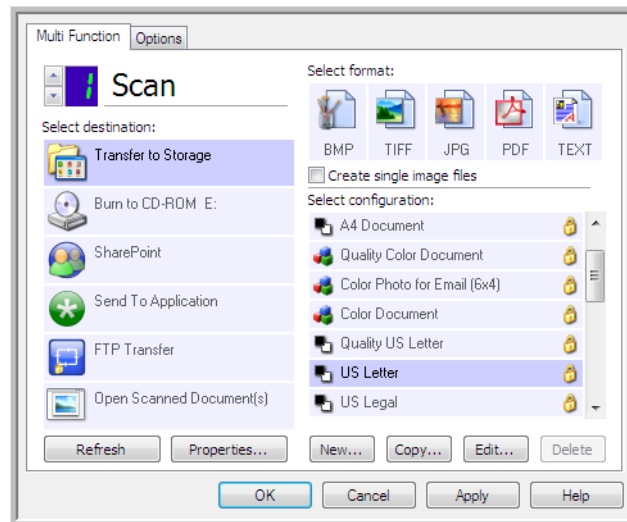 Multi Function
Options
1
Scan
Select destination:
Transfer to Storage
Burn to CD-ROM E:
SharePoint
Send To Application
FTP Transfer
Open Scanned Document(s)
Refresh
Properties...
Select format:
BMP TIFF JPG PDF TEXT
Create single image files
Select configuration:
A4 Document
Quality Color Document
Color Photo for Email (6x4)
Color Document
Quality US Letter
US Letter
US Legal
New... Copy... Edit... Delete
OK Cancel Apply Help